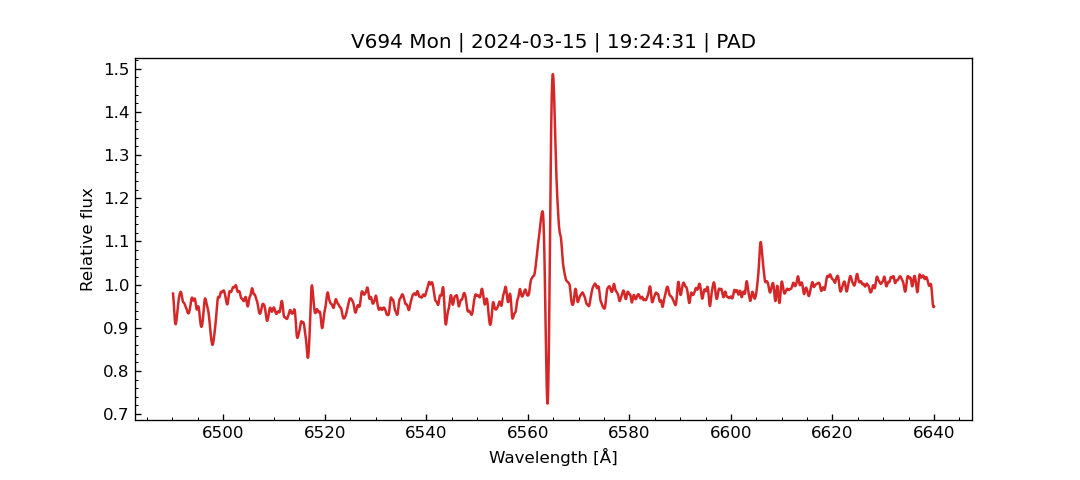 V694 Mon | 2024-03-15 | 19:24:31 | PAD
1.5
1.4
1.3
1.2
1.1
1.0
0.9
0.8
0.7
Relative flux
6500 6520 6540 6560 6580 6600 6620 6640
Wavelength [Å]